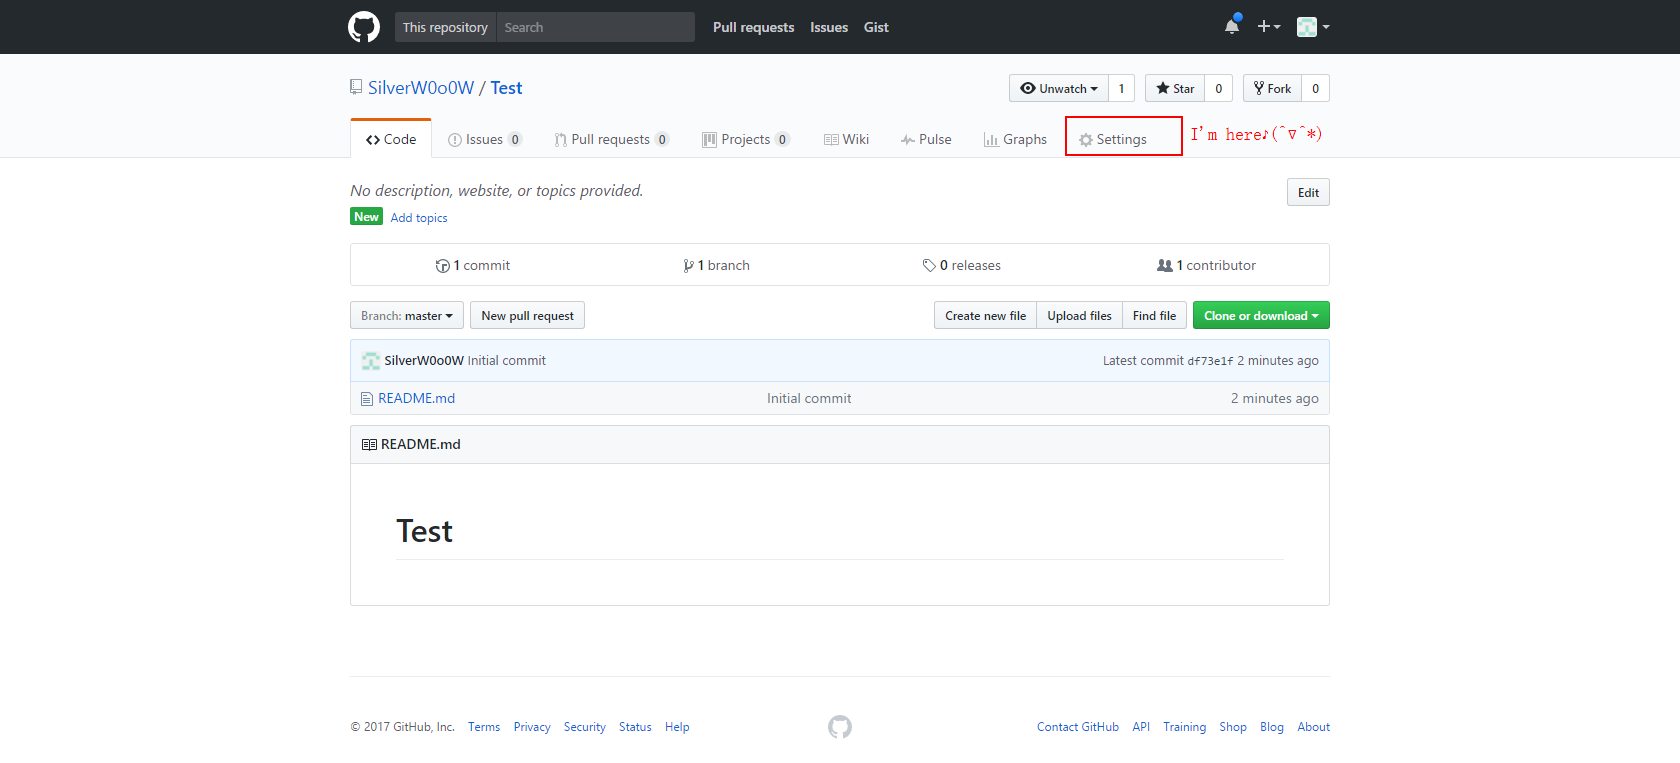 This repository Search Pull requests Issues Gist
SilverW0o0W / Test Unwatch 1 Star 0 Fork 0
Code Issues 0 Pull requests 0 Projects 0 Wiki Pulse Graphs Settings I'm here♪(^∇^*)
No description, website, or topics provided. Edit
New Add topics
1 commit 1 branch 0 releases 1 contributor
Branch: master New pull request Create new file Upload files Find file Clone or download
SilverW0o0W Initial commit Latest commit df73e1f 2 minutes ago
README.md Initial commit 2 minutes ago
README.md
Test
© 2017 GitHub, Inc. Terms Privacy Security Status Help Contact GitHub API Training Shop Blog About